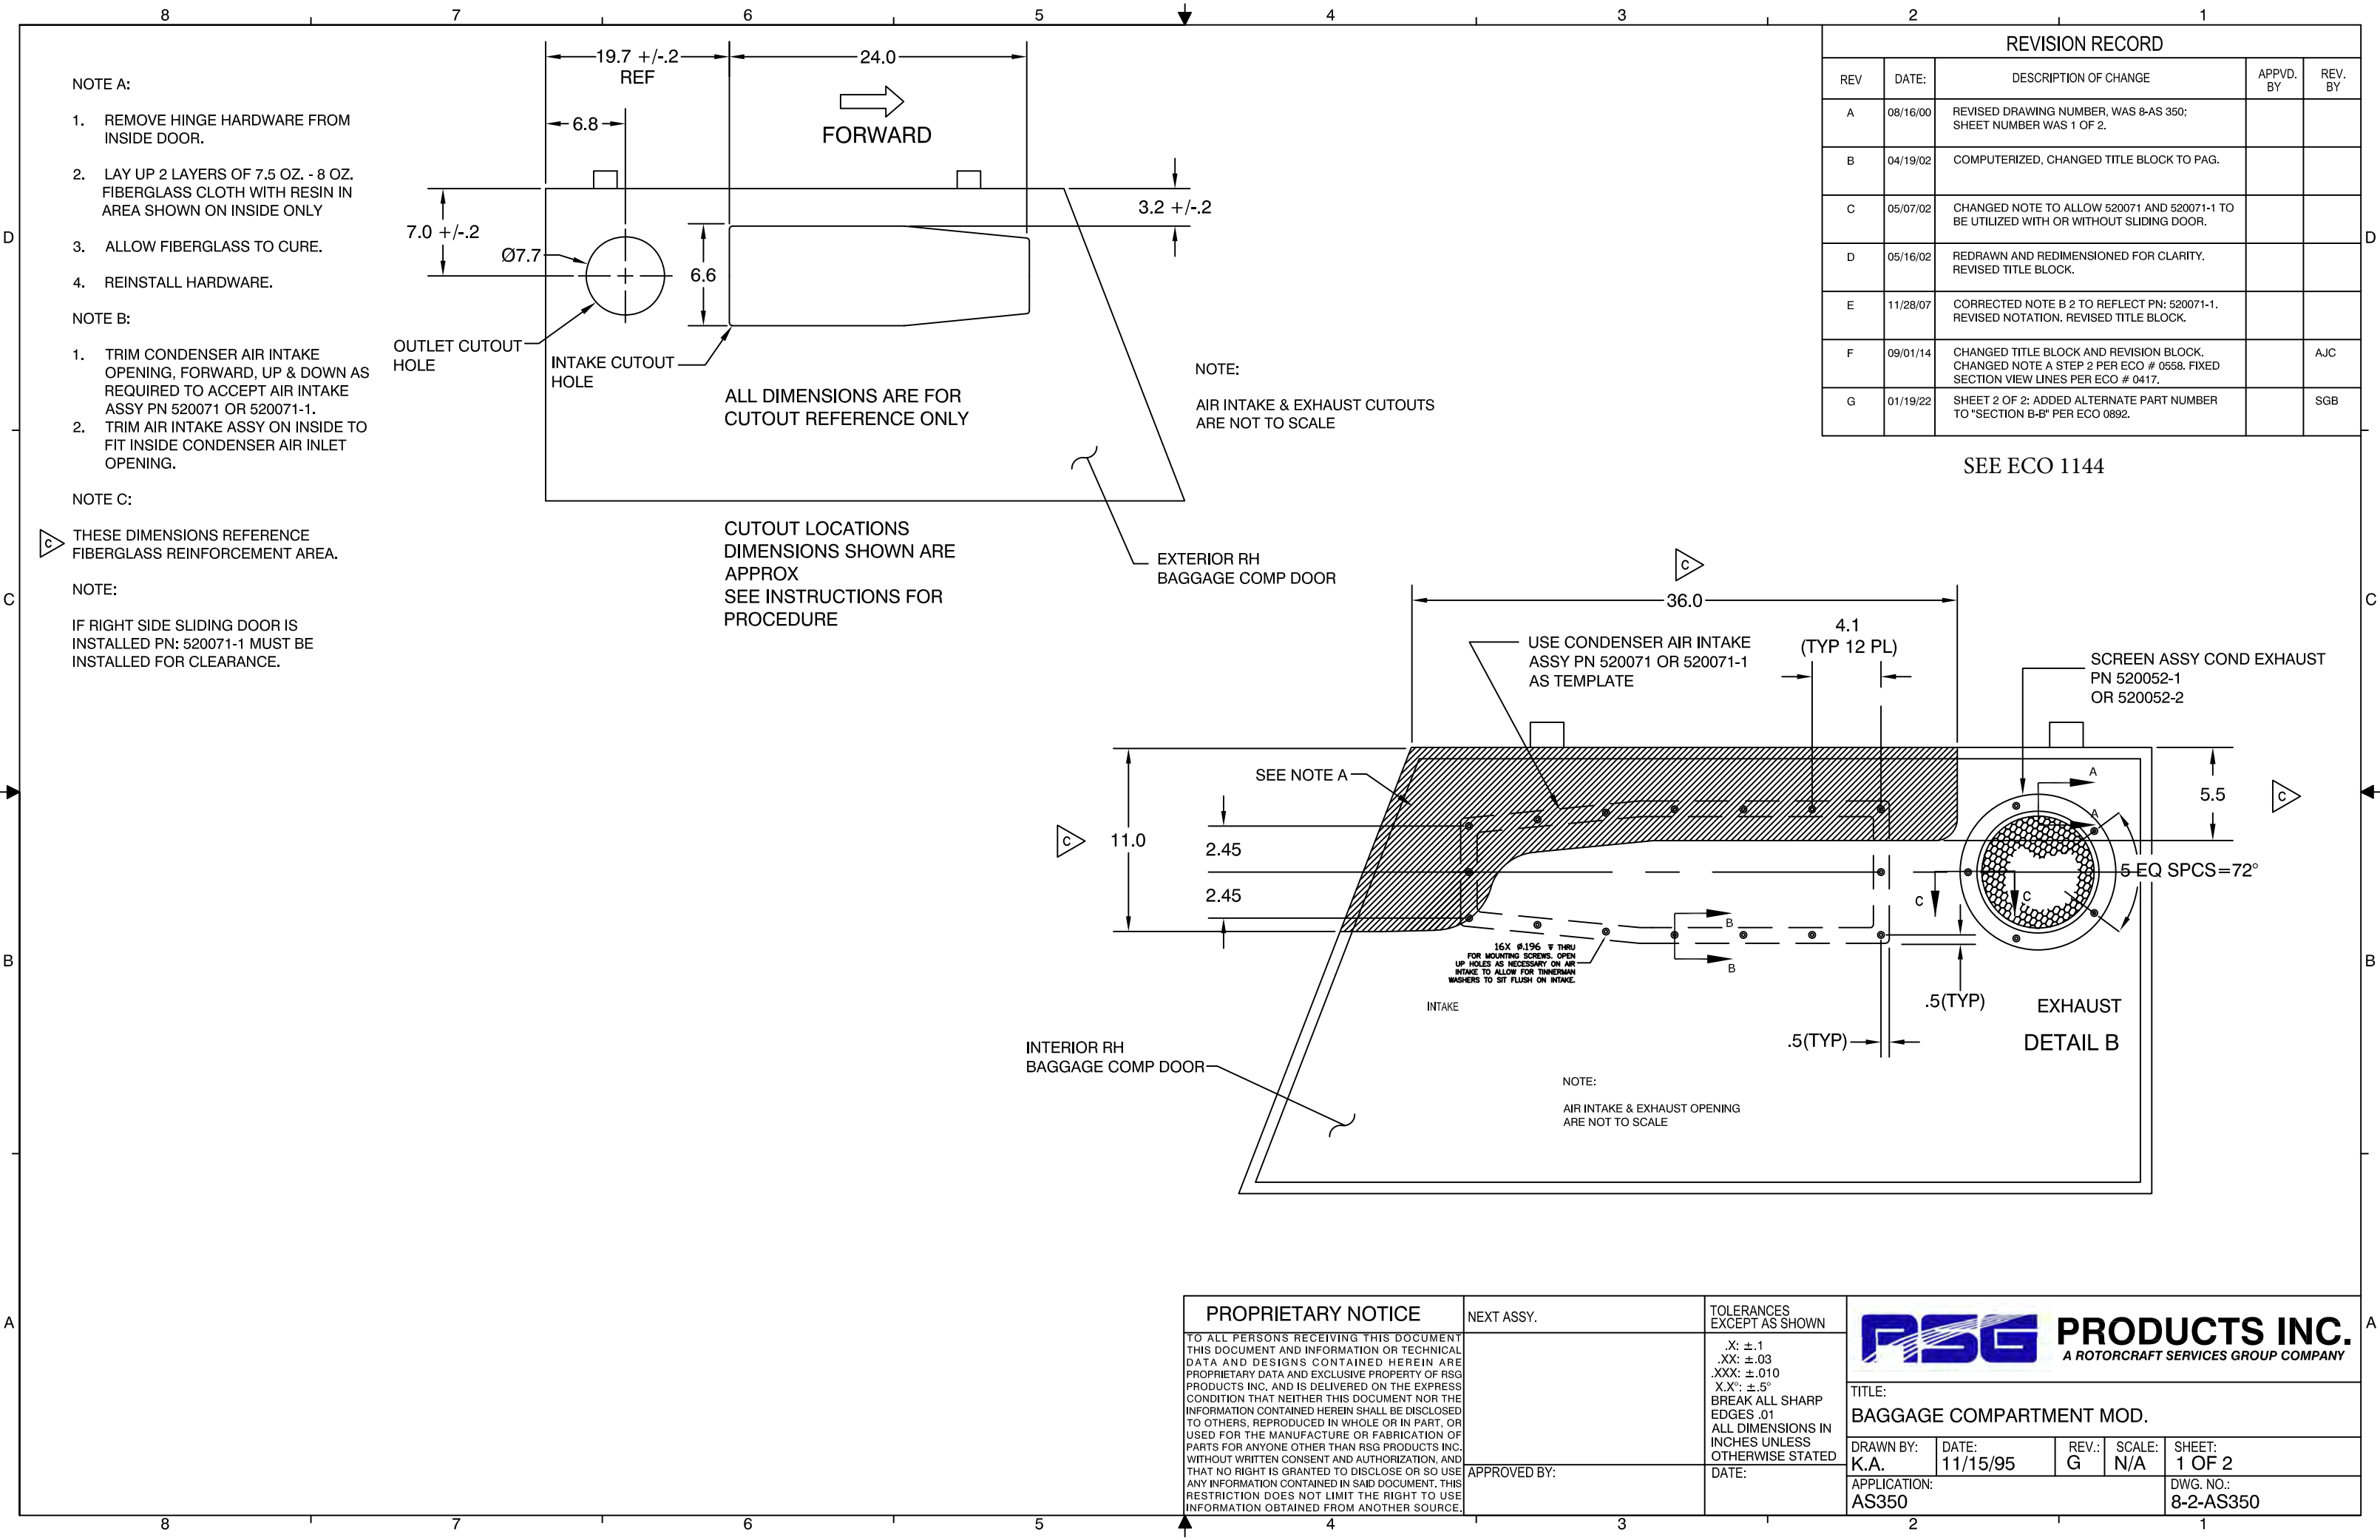 8 7 6 5 4 3 2 1
D
C
B
A
NOTE A:
1. REMOVE HINGE HARDWARE FROM
INSIDE DOOR.
2. LAY UP 2 LAYERS OF 7.5 OZ. - 8 OZ.
FIBERGLASS CLOTH WITH RESIN IN
AREA SHOWN ON INSIDE ONLY
3. ALLOW FIBERGLASS TO CURE.
4. REINSTALL HARDWARE.
NOTE B:
1. TRIM CONDENSER AIR INTAKE
OPENING, FORWARD, UP & DOWN AS
REQUIRED TO ACCEPT AIR INTAKE
ASSY PN 520071 OR 520071-1.
2. TRIM AIR INTAKE ASSY ON INSIDE TO
FIT INSIDE CONDENSER AIR INLET
OPENING.
NOTE C:
C
THESE DIMENSIONS REFERENCE
FIBERGLASS REINFORCEMENT AREA.
NOTE:
IF RIGHT SIDE SLIDING DOOR IS
INSTALLED PN: 520071-1 MUST BE
INSTALLED FOR CLEARANCE.
19.7 +/-.2
REF
24.0
6.8
FORWARD
7.0 +/-.2
3.2 +/-.2
Ø7.7
6.6
OUTLET CUTOUT
HOLE
INTAKE CUTOUT
HOLE
ALL DIMENSIONS ARE FOR
CUTOUT REFERENCE ONLY
NOTE:
AIR INTAKE & EXHAUST CUTOUTS
ARE NOT TO SCALE
CUTOUT LOCATIONS
DIMENSIONS SHOWN ARE
APPROX
SEE INSTRUCTIONS FOR
PROCEDURE
EXTERIOR RH
BAGGAGE COMP DOOR
REVISION RECORD
REV DATE: DESCRIPTION OF CHANGE APPVD. BY REV. BY
A 08/16/00 REVISED DRAWING NUMBER, WAS 8-AS 350;
SHEET NUMBER WAS 1 OF 2.
B 04/19/02 COMPUTERIZED, CHANGED TITLE BLOCK TO PAG.
C 05/07/02 CHANGED NOTE TO ALLOW 520071 AND 520071-1 TO
BE UTILIZED WITH OR WITHOUT SLIDING DOOR.
D 05/16/02 REDRAWN AND REDIMENSIONED FOR CLARITY.
REVISED TITLE BLOCK.
E 11/28/07 CORRECTED NOTE B 2 TO REFLECT PN: 520071-1.
REVISED NOTATION. REVISED TITLE BLOCK.
F 09/01/14 CHANGED TITLE BLOCK AND REVISION BLOCK. AJC
CHANGED NOTE A STEP 2 PER ECO # 0558. FIXED
SECTION VIEW LINES PER ECO # 0417.
G 01/19/22 SHEET 2 OF 2: ADDED ALTERNATE PART NUMBER SGB
TO "SECTION B-B" PER ECO 0892.
SEE ECO 1144
C
36.0
4.1
(TYP 12 PL)
USE CONDENSER AIR INTAKE
ASSY PN 520071 OR 520071-1
AS TEMPLATE
SCREEN ASSY COND EXHAUST
PN 520052-1
OR 520052-2
SEE NOTE A
A
A
5.5
C
C
11.0
2.45
2.45
5 EQ SPCS=72°
C
C
B
B
16X Ø.196 ↧ THRU
FOR MOUNTING SCREWS. OPEN
UP HOLES AS NECESSARY ON AIR
INTAKE TO ALLOW FOR TINNERMAN
WASHERS TO SIT FLUSH ON INTAKE.
INTAKE
.5(TYP)
EXHAUST
.5(TYP)
DETAIL B
INTERIOR RH
BAGGAGE COMP DOOR
NOTE:
AIR INTAKE & EXHAUST OPENING
ARE NOT TO SCALE
PROPRIETARY NOTICE
TO ALL PERSONS RECEIVING THIS DOCUMENT
THIS DOCUMENT AND INFORMATION OR TECHNICAL
DATA AND DESIGNS CONTAINED HEREIN ARE
PROPRIETARY DATA AND EXCLUSIVE PROPERTY OF RSG
PRODUCTS INC. AND IS DELIVERED ON THE EXPRESS
CONDITION THAT NEITHER THIS DOCUMENT NOR THE
INFORMATION CONTAINED HEREIN SHALL BE DISCLOSED
TO OTHERS, REPRODUCED IN WHOLE OR IN PART, OR
USED FOR THE MANUFACTURE OR FABRICATION OF
PARTS FOR ANYONE OTHER THAN RSG PRODUCTS INC.
WITHOUT WRITTEN CONSENT AND AUTHORIZATION, AND
THAT NO RIGHT IS GRANTED TO DISCLOSE OR SO USE
ANY INFORMATION CONTAINED IN SAID DOCUMENT. THIS
RESTRICTION DOES NOT LIMIT THE RIGHT TO USE
INFORMATION OBTAINED FROM ANOTHER SOURCE.
NEXT ASSY.
APPROVED BY:
TOLERANCES
EXCEPT AS SHOWN
.X: ±.1
.XX: ±.03
.XXX: ±.010
X.X°: ±.5°
BREAK ALL SHARP
EDGES .01
ALL DIMENSIONS IN
INCHES UNLESS
OTHERWISE STATED
DATE:
RSG PRODUCTS INC.
A ROTORCRAFT SERVICES GROUP COMPANY
TITLE:
BAGGAGE COMPARTMENT MOD.
DRAWN BY: DATE: REV.: SCALE: SHEET:
K.A. 11/15/95 G N/A 1 OF 2
APPLICATION: DWG. NO.:
AS350 8-2-AS350
D
C
B
A
8 7 6 5 4 3 2 1